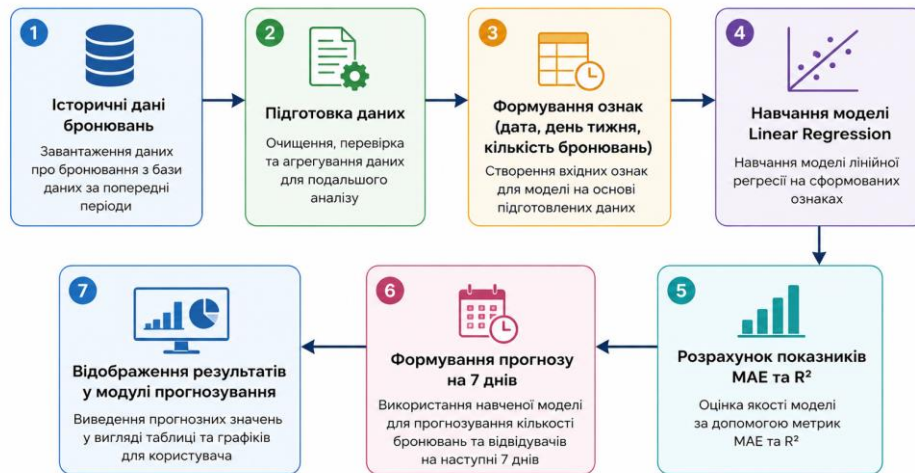 1
Історичні дані
бронювань
Завантаження даних
про бронювання з бази
даних за попередні
періоди
2
Підготовка даних
Очищення, перевірка
та агрегування даних
для подальшого
аналізу
3
Формування ознак
(дата, день тижня,
кількість бронювань)
Створення вхідних ознак
для моделі на основі
підготовлених даних
4
Навчання моделі
Linear Regression
Навчання моделі лінійної
регресії на сформованих
ознаках
5
Розрахунок показників
MAE та R²
Оцінка якості моделі
за допомогою метрик
MAE та R²
6
Формування прогнозу
на 7 днів
Використання навченої моделі
для прогнозування кількості
бронювань та відвідувачів
на наступні 7 днів
7
Відображення результатів
у модулі прогнозування
Виведення прогнозних значень
у вигляді таблиці та графіків
для користувача